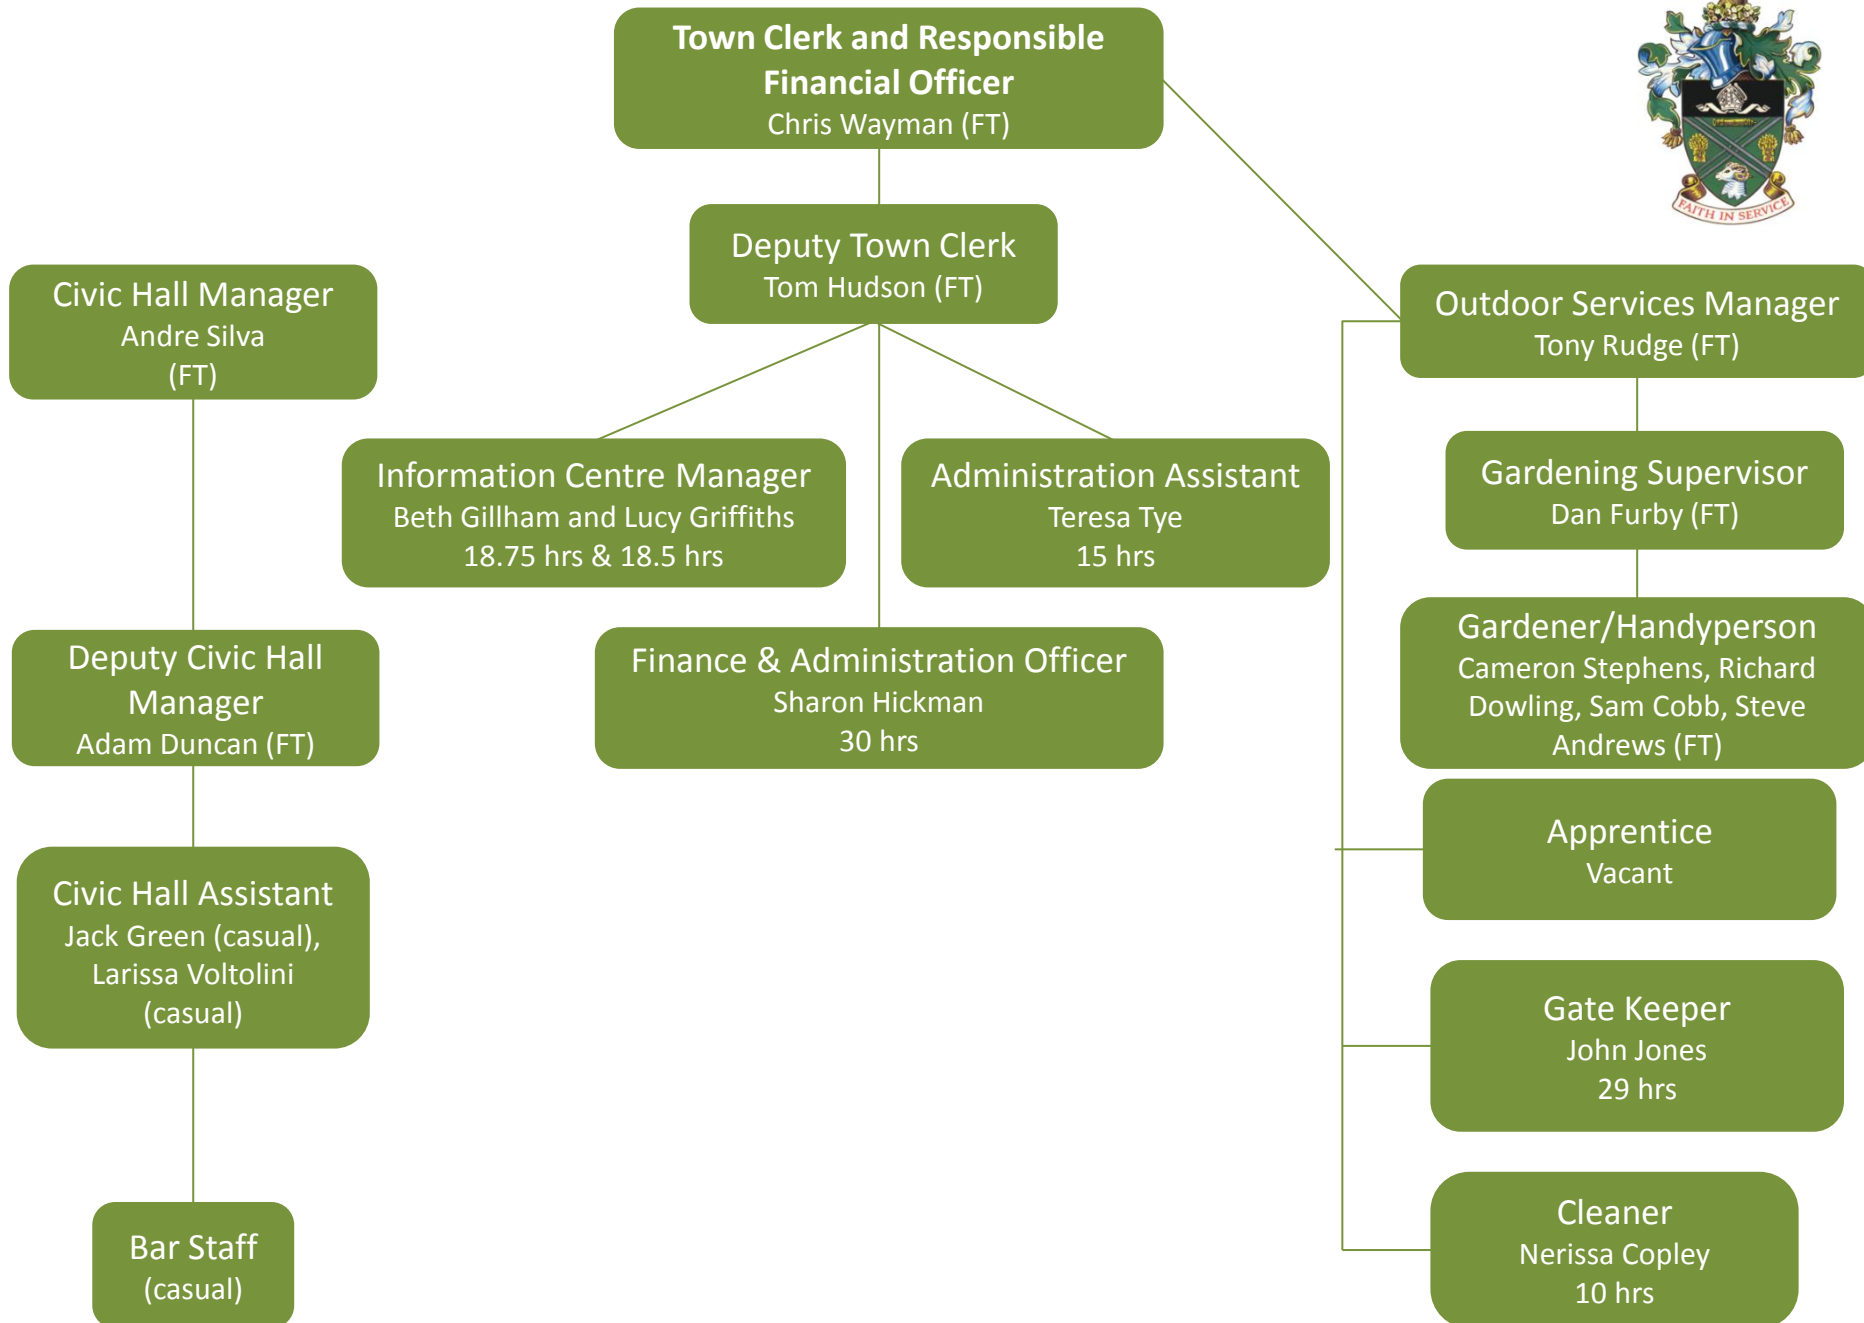 Town Clerk and Responsible
Financial Officer
Chris Wayman (FT)
FAITH IN SERVICE
Deputy Town Clerk
Tom Hudson (FT)
Civic Hall Manager
Andre Silva
(FT)
Outdoor Services Manager
Tony Rudge (FT)
Information Centre Manager
Beth Gillham and Lucy Griffiths
18.75 hrs & 18.5 hrs
Administration Assistant
Teresa Tye
15 hrs
Gardening Supervisor
Dan Furby (FT)
Deputy Civic Hall
Manager
Adam Duncan (FT)
Finance & Administration Officer
Sharon Hickman
30 hrs
Gardener/Handyperson
Cameron Stephens, Richard
Dowling, Sam Cobb, Steve
Andrews (FT)
Apprentice
Vacant
Civic Hall Assistant
Jack Green (casual),
Larissa Voltolini
(casual)
Gate Keeper
John Jones
29 hrs
Bar Staff
(casual)
Cleaner
Nerissa Copley
10 hrs